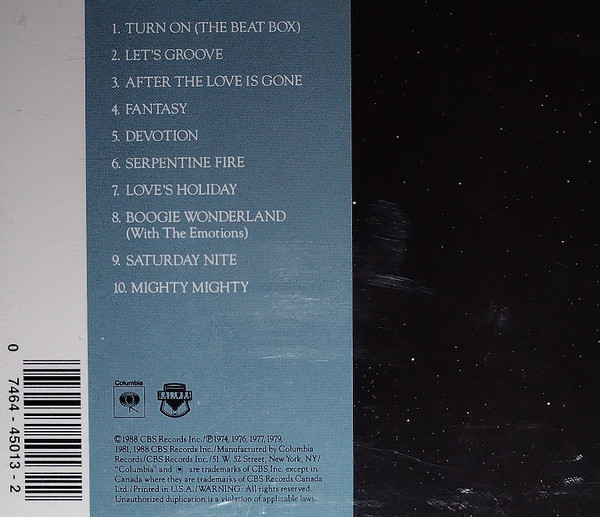 1. TURN ON (THE BEAT BOX)
2. LET'S GROOVE
3. AFTER THE LOVE IS GONE
4. FANTASY
5. DEVOTION
6. SERPENTINE FIRE
7. LOVE'S HOLIDAY
8. BOOGIE WONDERLAND
(With The Emotions)
9. SATURDAY NITE
10. MIGHTY MIGHTY
Columbia
©1988 CBS Records Inc./℗1974, 1976, 1977, 1979,
1981, 1988 CBS Records Inc./Manufactured by Columbia
Records/CBS Records Inc./51 W. 52 Street, New York, NY/
"Columbia" and are trademarks of CBS Inc. except in
Canada where they are trademarks of CBS Records Canada
Ltd./Printed in U.S.A./WARNING: All rights reserved.
Unauthorized duplication is a violation of applicable laws.
0 7464-45013-2